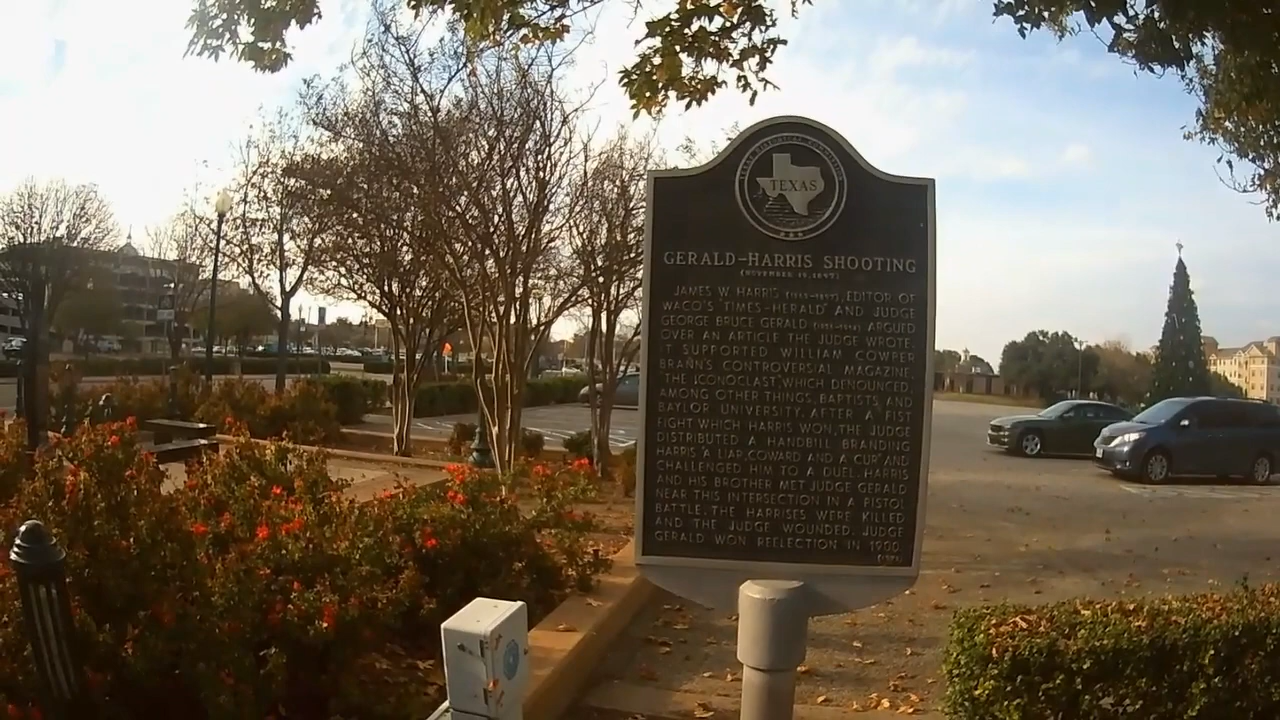 TEXAS
GERALD-HARRIS SHOOTING
(NOVEMBER 19, 1897)
JAMES W. HARRIS, EDITOR OF
WACO'S TIMES-HERALD AND JUDGE
GEORGE BRUCE GERALD ARGUED
OVER AN ARTICLE THE JUDGE WROTE.
IT SUPPORTED WILLIAM COWPER
BRANN'S CONTROVERSIAL MAGAZINE,
"THE ICONOCLAST," WHICH DENOUNCED,
AMONG OTHER THINGS, BAPTISTS AND
BAYLOR UNIVERSITY. AFTER A FIST
FIGHT WHICH HARRIS WON, THE JUDGE
DISTRIBUTED A HANDBILL BRANDING
HARRIS "A LIAR, COWARD AND A CUR" AND
CHALLENGED HIM TO A DUEL. HARRIS
AND HIS BROTHER MET JUDGE GERALD
NEAR THIS INTERSECTION IN A PISTOL
BATTLE. THE HARRISES WERE KILLED
AND THE JUDGE WOUNDED. JUDGE
GERALD WON REELECTION IN 1900.